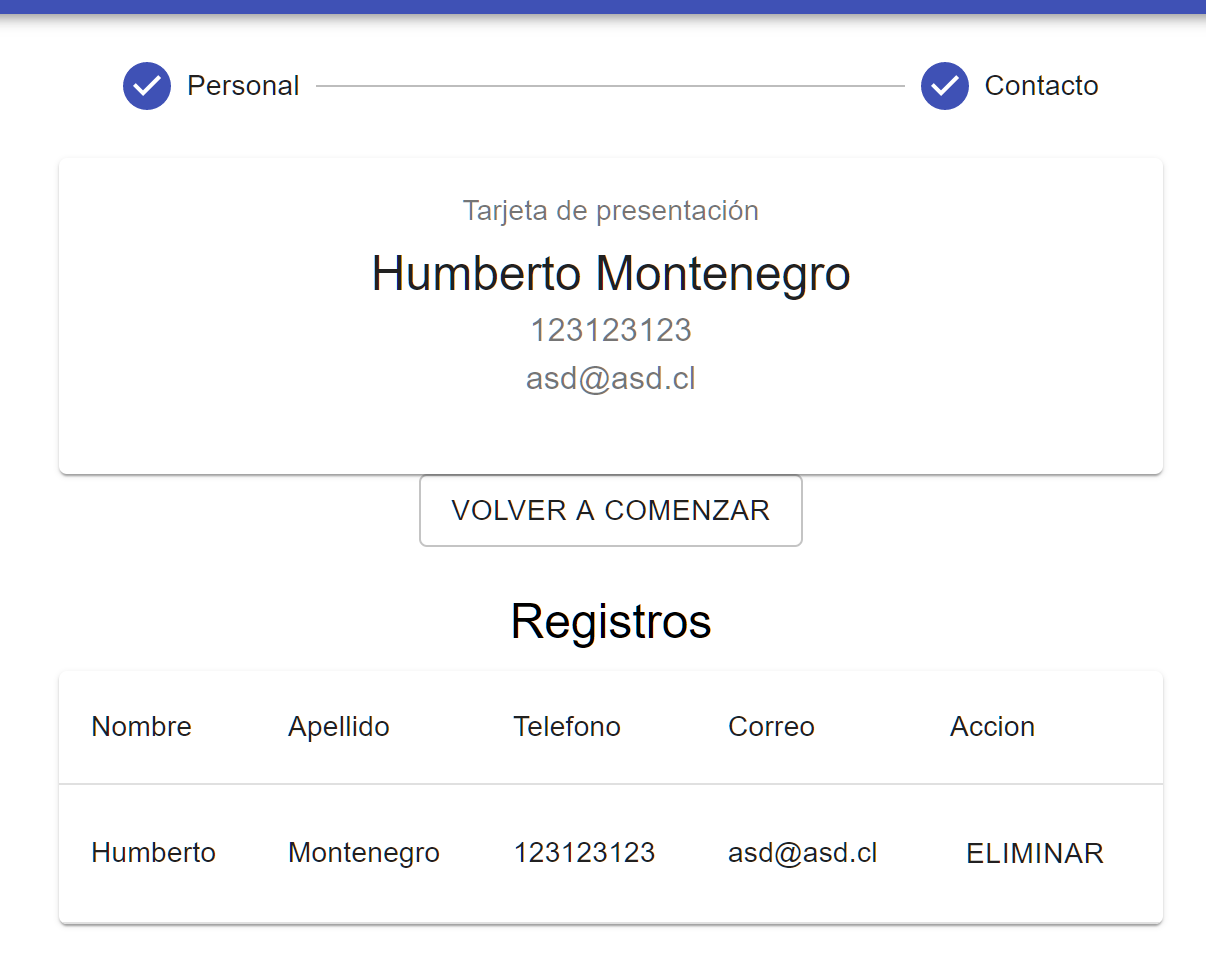 Personal Contacto
Tarjeta de presentación
Humberto Montenegro
123123123
asd@asd.cl
VOLVER A COMENZAR
Registros
Nombre Apellido Telefono Correo Accion
Humberto Montenegro 123123123 asd@asd.cl ELIMINAR